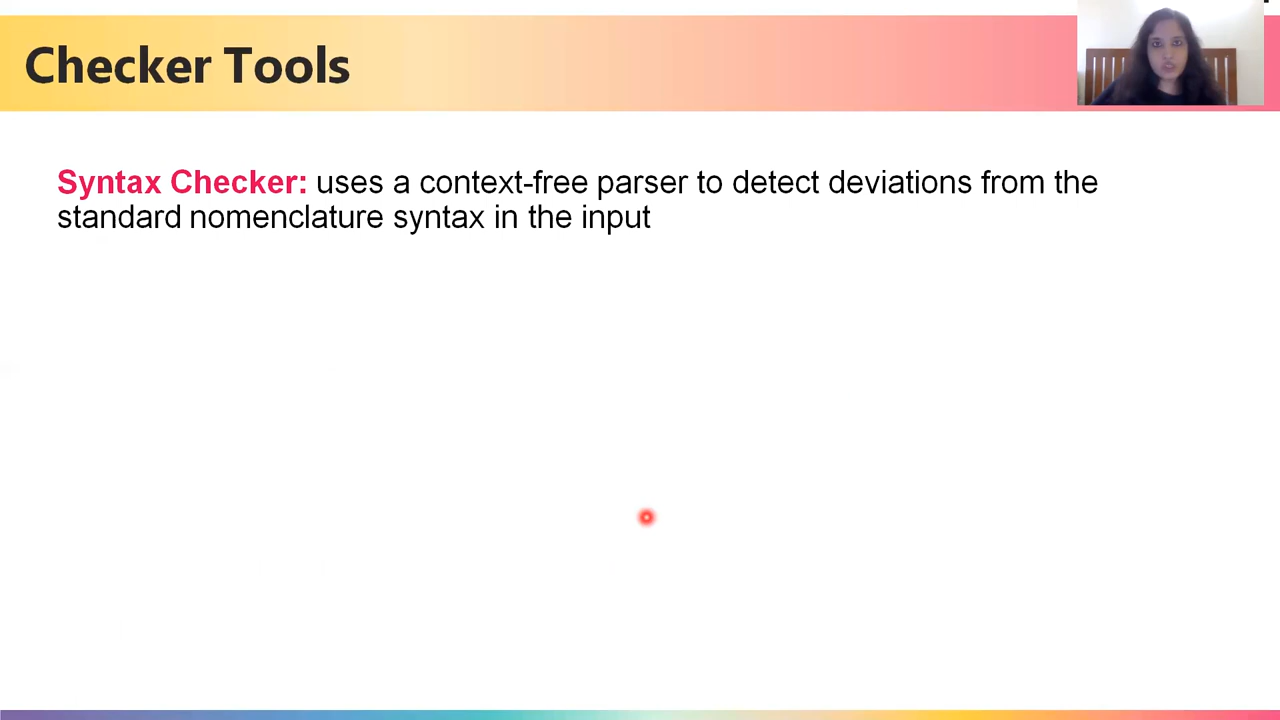 Checker Tools
Syntax Checker: uses a context-free parser to detect deviations from the
standard nomenclature syntax in the input